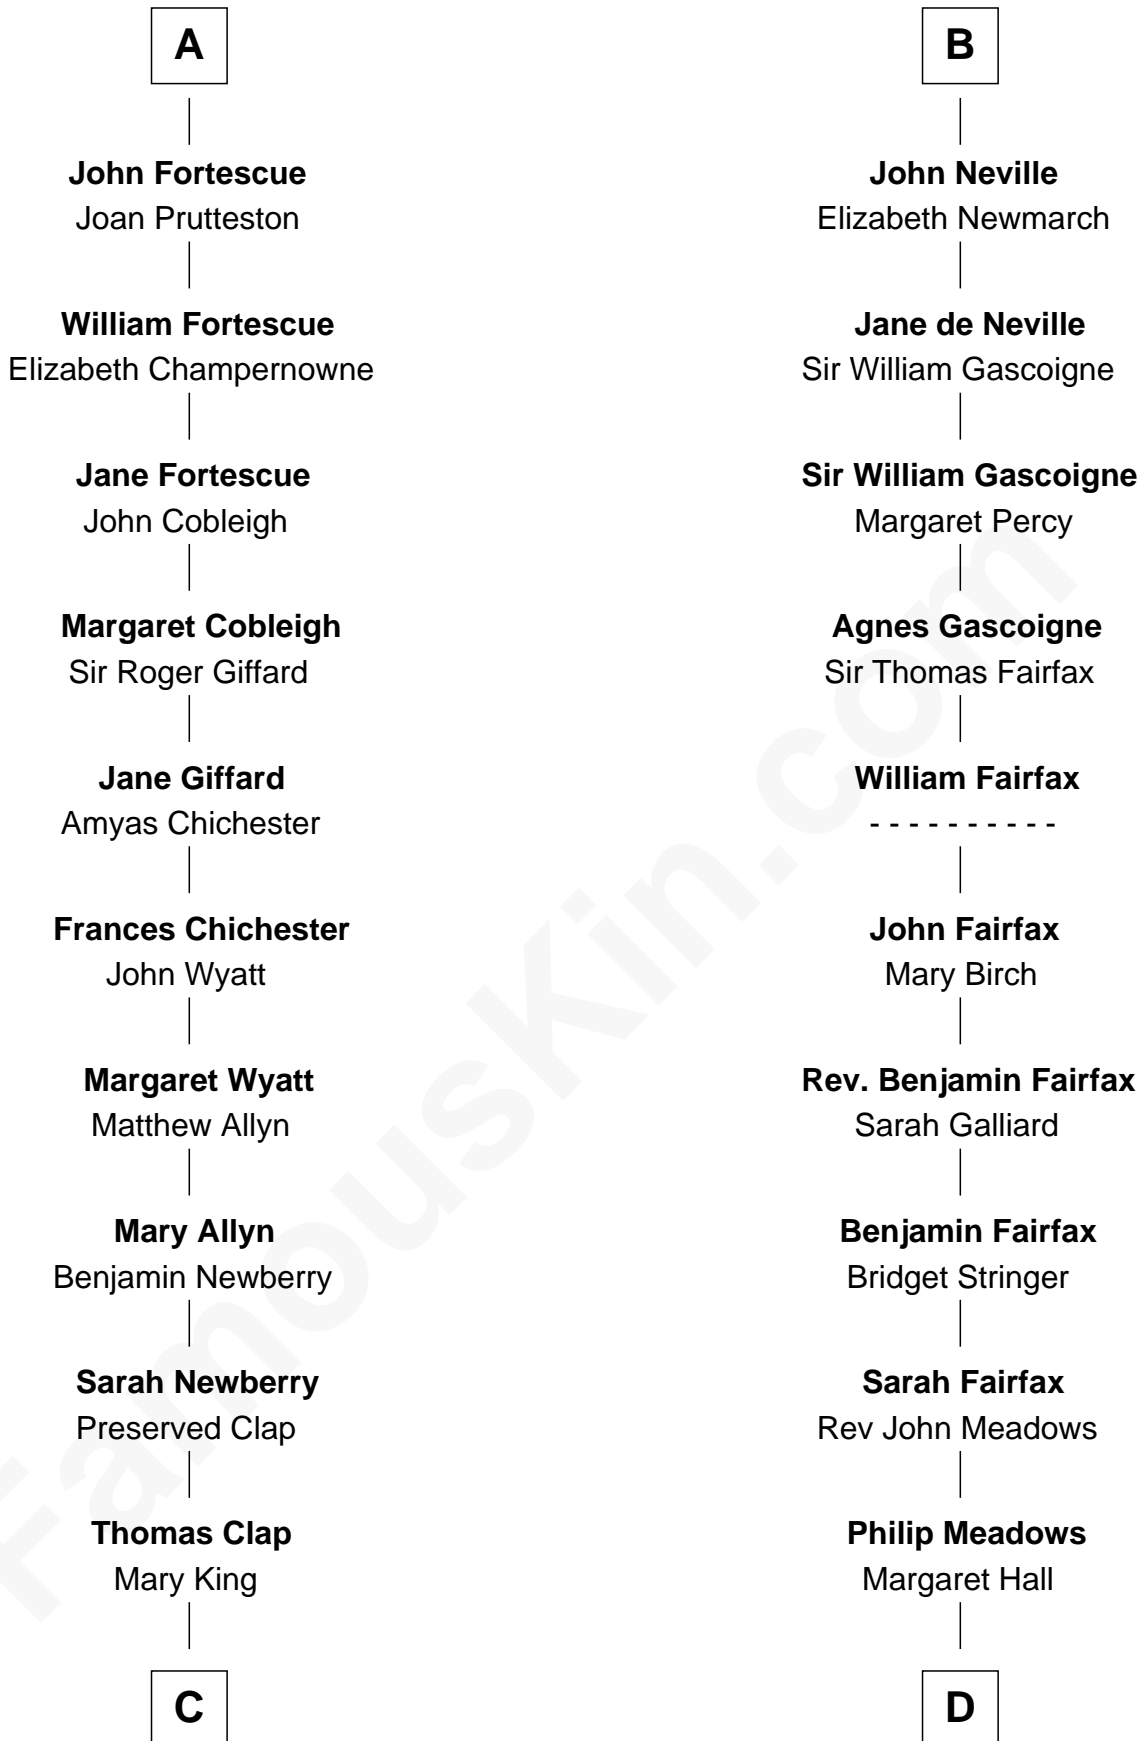 A
John Fortescue
Joan Prutteston
William Fortescue
Elizabeth Champernowne
Jane Fortescue
John Cobleigh
Margaret Cobleigh
Sir Roger Giffard
Jane Giffard
Amyas Chichester
Frances Chichester
John Wyatt
Margaret Wyatt
Matthew Allyn
Mary Allyn
Benjamin Newberry
Sarah Newberry
Preserved Clap
Thomas Clap
Mary King
C
B
John Neville
Elizabeth Newmarch
Jane de Neville
Sir William Gascoigne
Sir William Gascoigne
Margaret Percy
Agnes Gascoigne
Sir Thomas Fairfax
William Fairfax
- - - - - - - - - -
John Fairfax
Mary Birch
Rev. Benjamin Fairfax
Sarah Galliard
Benjamin Fairfax
Bridget Stringer
Sarah Fairfax
Rev John Meadows
Philip Meadows
Margaret Hall
D
FamousKin.com